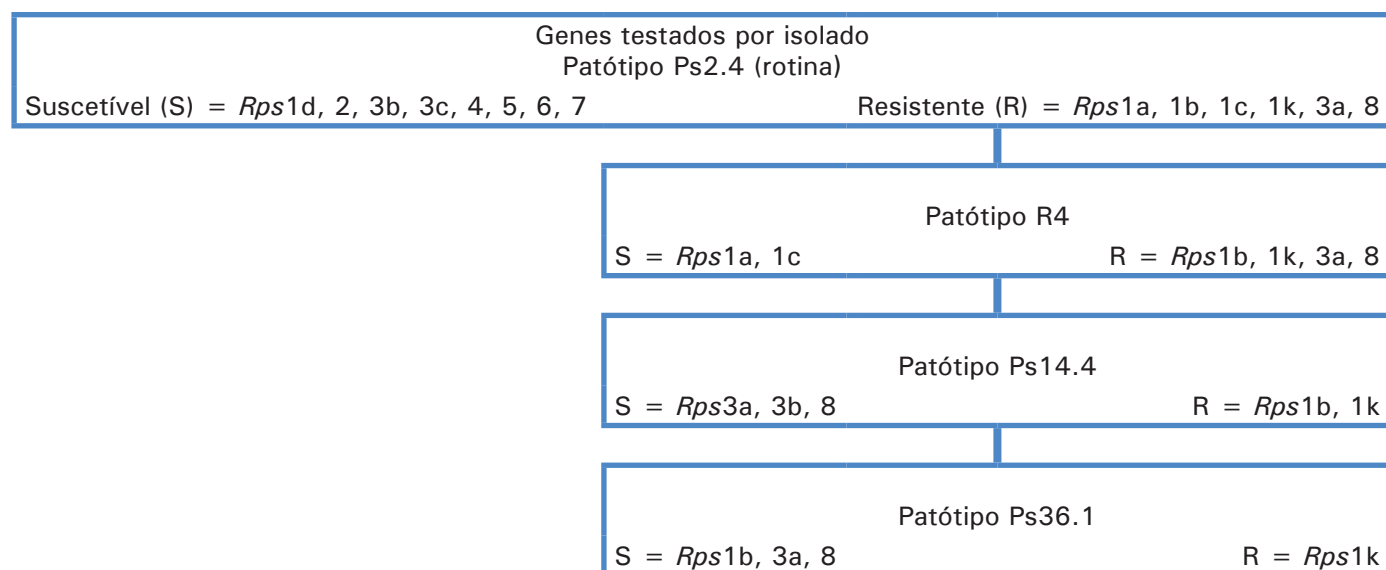 Genes testados por isolado
Patótipo Ps2.4 (rotina)
Suscetível (S) = Rps1d, 2, 3b, 3c, 4, 5, 6, 7 Resistente (R) = Rps1a, 1b, 1c, 1k, 3a, 8
Patótipo R4
S = Rps1a, 1c R = Rps1b, 1k, 3a, 8
Patótipo Ps14.4
S = Rps3a, 3b, 8 R = Rps1b, 1k
Patótipo Ps36.1
S = Rps1b, 3a, 8 R = Rps1k